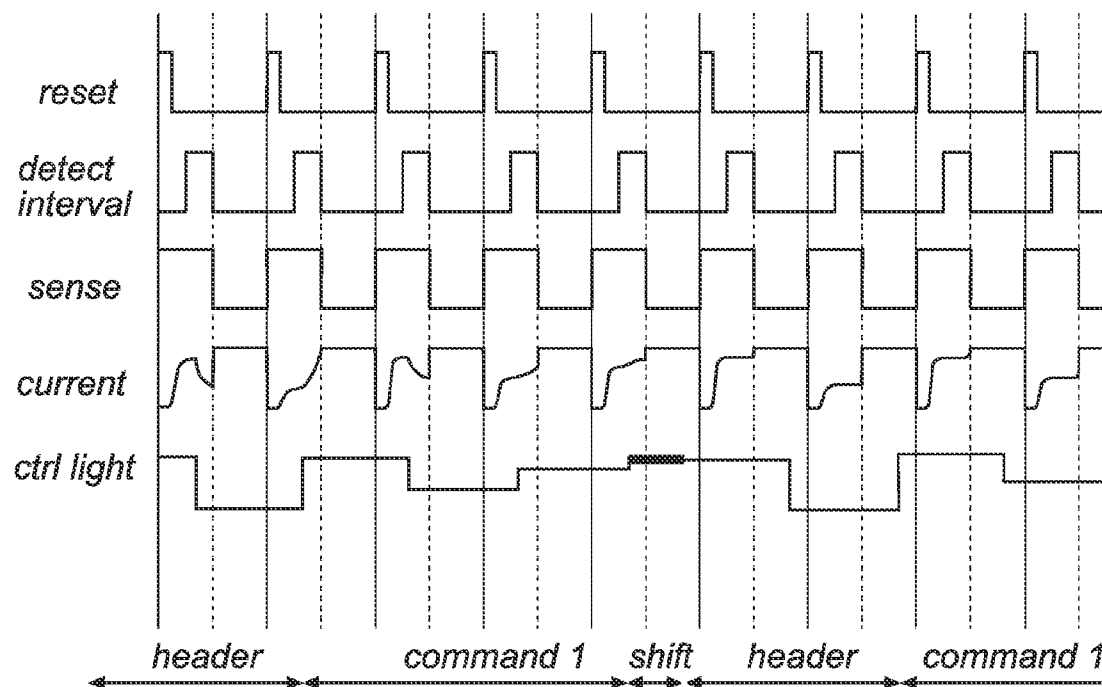 reset
detect
interval
sense
current
ctrl light
header
command 1
shift
header
command 1